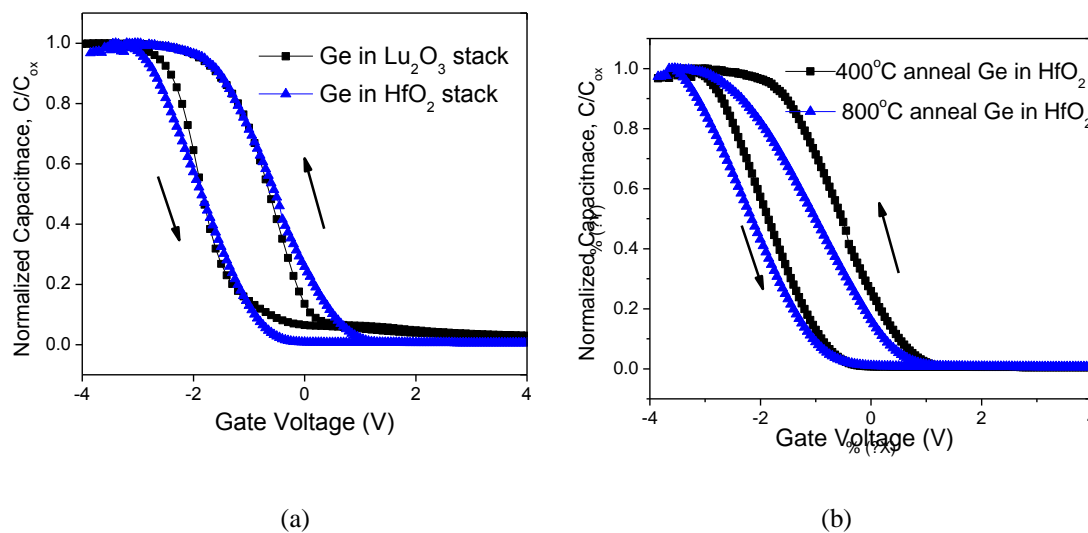 1.0
0.8
0.6
0.4
0.2
0.0
Normalized Capacitnace, C/C_ox
Ge in Lu₂O₃ stack
Ge in HfO₂ stack
-4 -2 0 2 4
Gate Voltage (V)
(a)
1.0
0.8
0.6
0.4
0.2
0.0
Normalized Capacitnace, C/C_ox
% (?Y)
400°C anneal Ge in HfO₂
800°C anneal Ge in HfO₂
-4 -2 0 2 4
Gate Voltage (V)
% (?X)
(b)